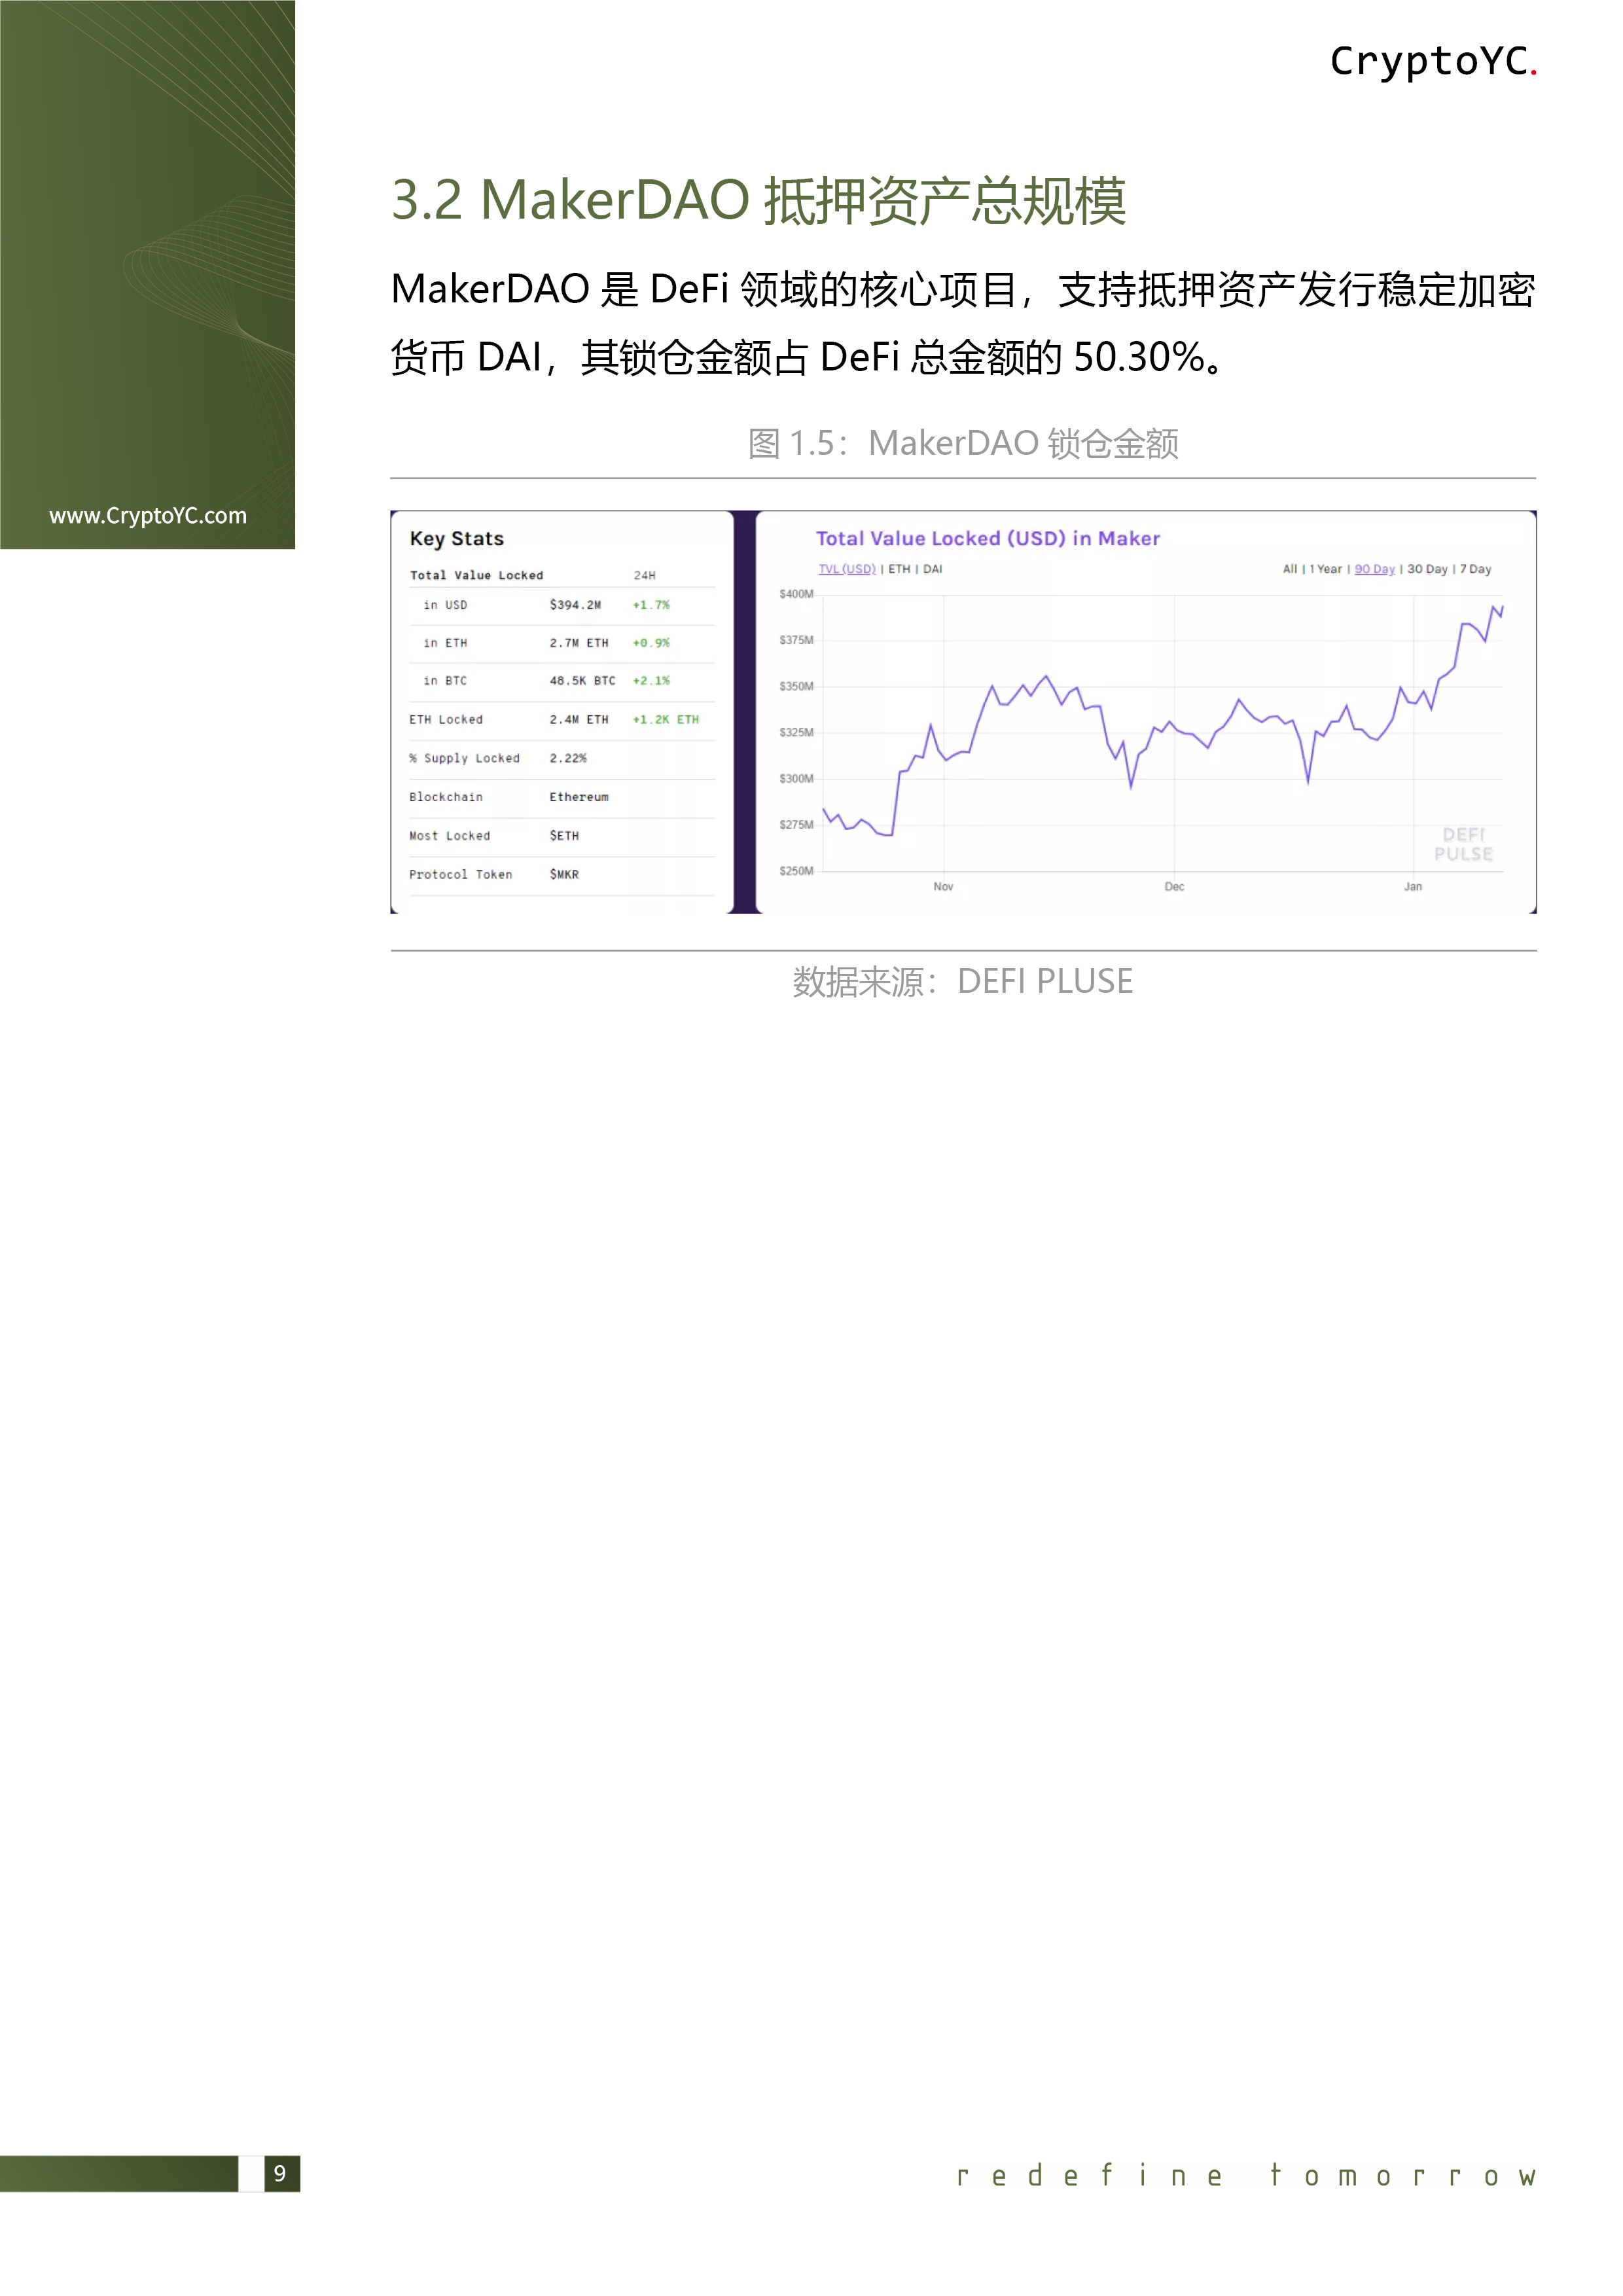 CryptoYC.
www.CryptoYC.com
3.2 MakerDAO 抵押资产总规模
MakerDAO 是 DeFi 领域的核心项目，支持抵押资产发行稳定加密
货币 DAI，其锁仓金额占 DeFi 总金额的 50.30%。
图 1.5：MakerDAO 锁仓金额
Key Stats
Total Value Locked 24H
in USD $394.2M +1.7%
in ETH 2.7M ETH +0.9%
in BTC 48.5K BTC +2.1%
ETH Locked 2.4M ETH +1.2K ETH
% Supply Locked 2.22%
Blockchain Ethereum
Most Locked $ETH
Protocol Token $MKR
Total Value Locked (USD) in Maker
TVL (USD) | ETH | DAI All | 1 Year | 90 Day | 30 Day | 7 Day
$400M
$375M
$350M
$325M
$300M
$275M
$250M
DEFI
PULSE
Nov Dec Jan
数据来源：DEFI PLUSE
9
redefine tomorrow